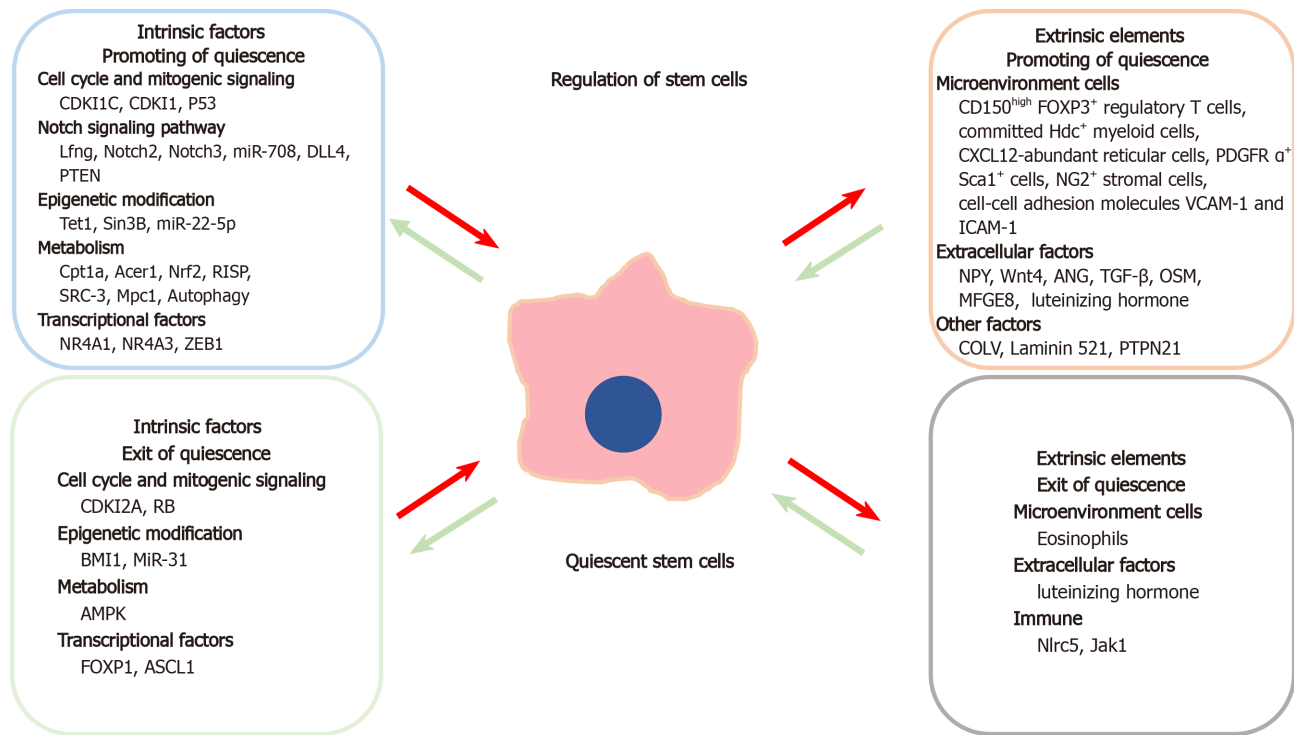 Intrinsic factors
Promoting of quiescence
Cell cycle and mitogenic signaling
CDKI1C, CDKI1, P53
Notch signaling pathway
Lfng, Notch2, Notch3, miR-708, DLL4,
PTEN
Epigenetic modification
Tet1, Sin3B, miR-22-5p
Metabolism
Cpt1a, Acer1, Nrf2, RISP,
SRC-3, Mpc1, Autophagy
Transcriptional factors
NR4A1, NR4A3, ZEB1
Regulation of stem cells
Extrinsic elements
Promoting of quiescence
Microenvironment cells
CD150high FOXP3+ regulatory T cells,
committed Hdc+ myeloid cells,
CXCL12-abundant reticular cells, PDGFR α+
Sca1+ cells, NG2+ stromal cells,
cell-cell adhesion molecules VCAM-1 and
ICAM-1
Extracellular factors
NPY, Wnt4, ANG, TGF-β, OSM,
MFGE8, luteinizing hormone
Other factors
COLV, Laminin 521, PTPN21
Intrinsic factors
Exit of quiescence
Cell cycle and mitogenic signaling
CDKI2A, RB
Epigenetic modification
BMI1, MiR-31
Metabolism
AMPK
Transcriptional factors
FOXP1, ASCL1
Quiescent stem cells
Extrinsic elements
Exit of quiescence
Microenvironment cells
Eosinophils
Extracellular factors
luteinizing hormone
Immune
Nlrc5, Jak1